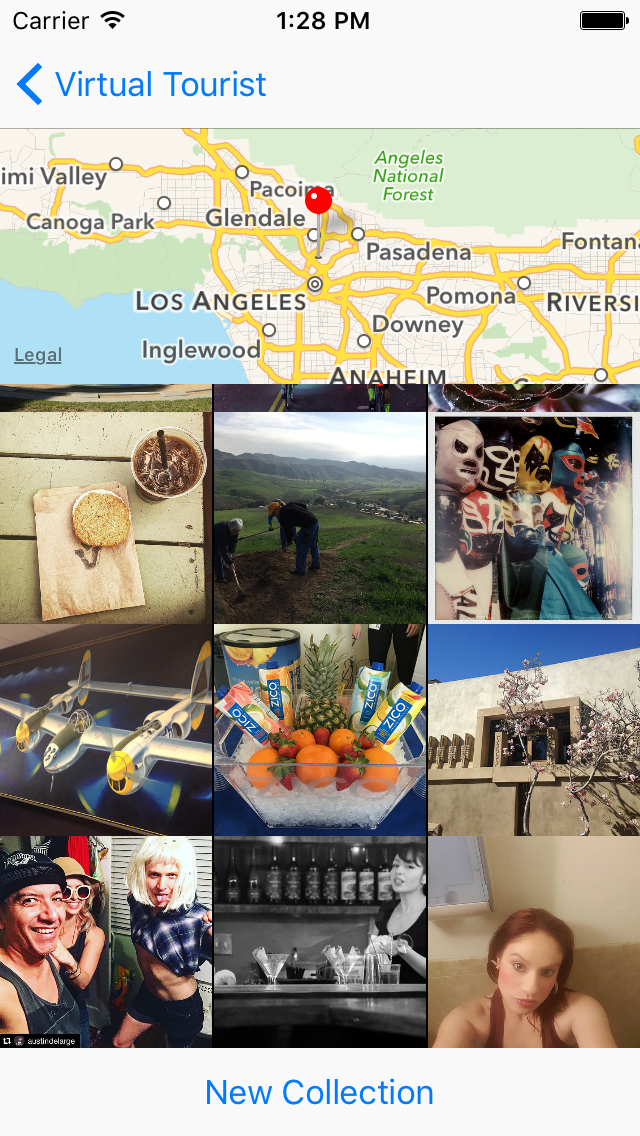 Carrier 1:28 PM
Virtual Tourist
Angeles
National
Forest
imi Valley
Pacoima
Canoga Park
Glendale
Pasadena
Fontana
LOS ANGELES
Pomona
RIVERSI
Downey
Legal
Inglewood
ANAHEIM
ZICO
ZICO
ZICO
ZICO
austindelarge
New Collection